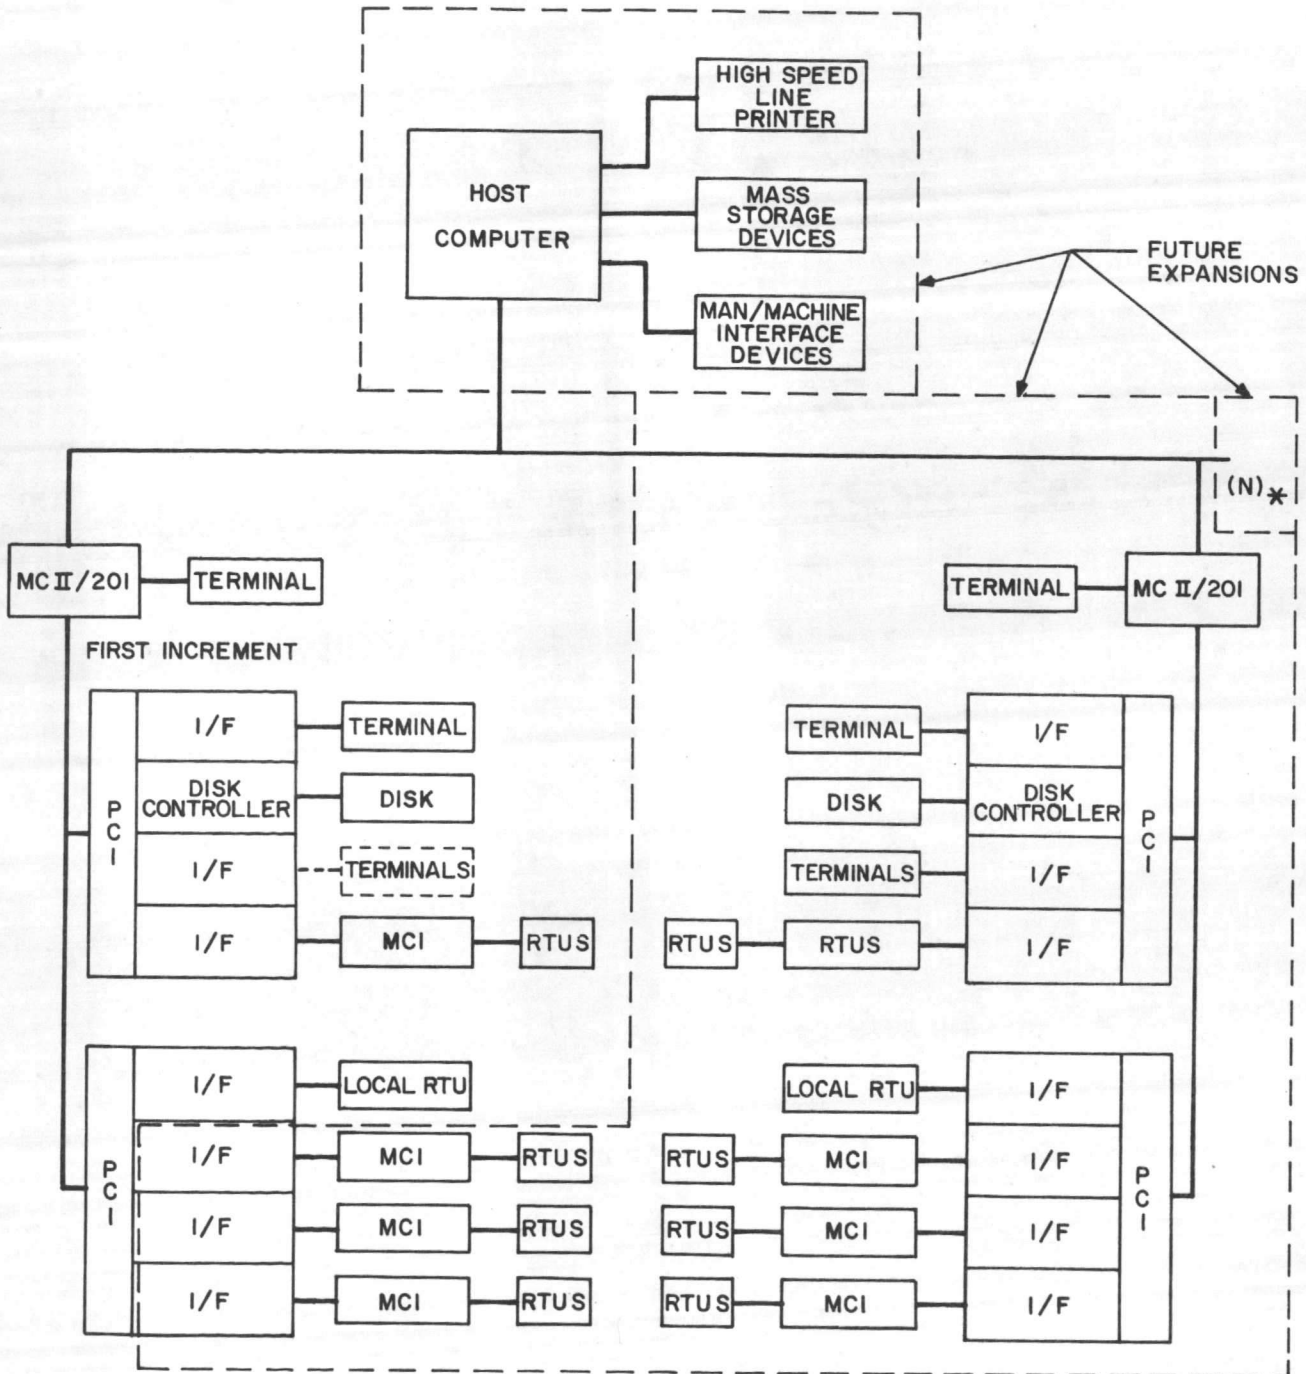 HIGH SPEED
LINE
PRINTER
HOST
COMPUTER
MASS
STORAGE
DEVICES
MAN/MACHINE
INTERFACE
DEVICES
FUTURE
EXPANSIONS
(N)*
MC II/201
TERMINAL
TERMINAL
MC II/201
FIRST INCREMENT
PCI
I/F
TERMINAL
DISK
CONTROLLER
DISK
I/F
TERMINALS
I/F
MCI
RTUS
TERMINAL
I/F
DISK
DISK
CONTROLLER
TERMINALS
I/F
RTUS
RTUS
I/F
PCI
PCI
I/F
LOCAL RTU
I/F
MCI
RTUS
I/F
MCI
RTUS
I/F
MCI
RTUS
LOCAL RTU
I/F
RTUS
MCI
I/F
RTUS
MCI
I/F
RTUS
MCI
I/F
PCI